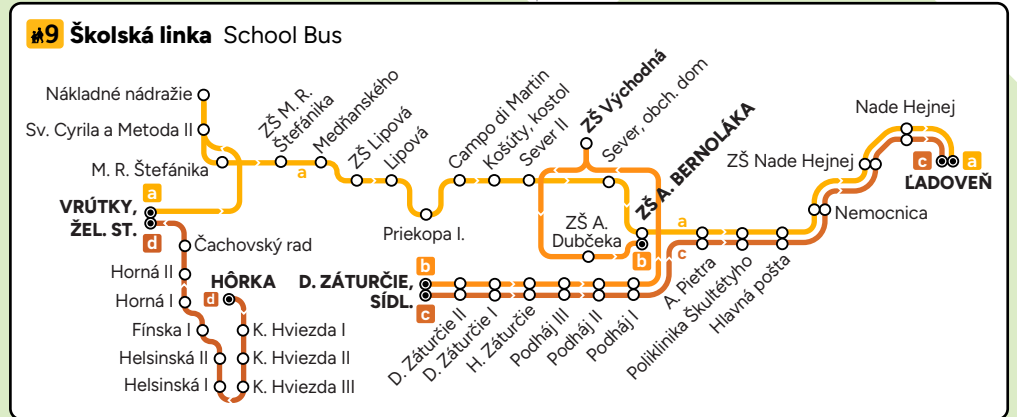 9 Školská linka School Bus
Nákladné nádražie
Sv. Cyrila a Metoda II
M. R. Štefánika
ZŠ M. R.
Štefánika
Medňanského
ZŠ Lipová
Lipová
Priekopa I.
Campo di Martin
Košúty, kostol
Sever II
ZŠ Východná
Sever, obch. dom
ZŠ A. BERNOLÁKA
ZŠ A.
Dubčeka
Nade Hejnej
ZŠ Nade Hejnej
Nemocnica
c
a
ĽADOVEŇ
a
a
VRÚTKY,
ŽEL. ST.
d
Čachovský rad
Horná II
Horná I
Fínska I
Helsinská II
Helsinská I
HÔRKA
d
K. Hviezda I
K. Hviezda II
K. Hviezda III
b
D. ZÁTURČIE,
SÍDL.
c
D. Záturčie II
D. Záturčie I
H. Záturčie
Podháj III
Podháj II
Podháj I
b
a
c
A. Pietra
Poliklinika Škultétyho
Hlavná pošta